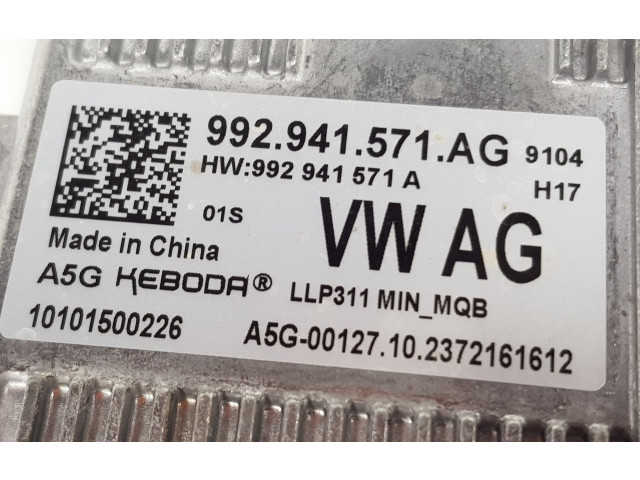 992.941.571.AG 9104
HW:992 941 571 A H17
01S VW AG
Made in China
A5G KEBODA® LLP311 MIN_MQB
10101500226 A5G-00127.10.2372161612